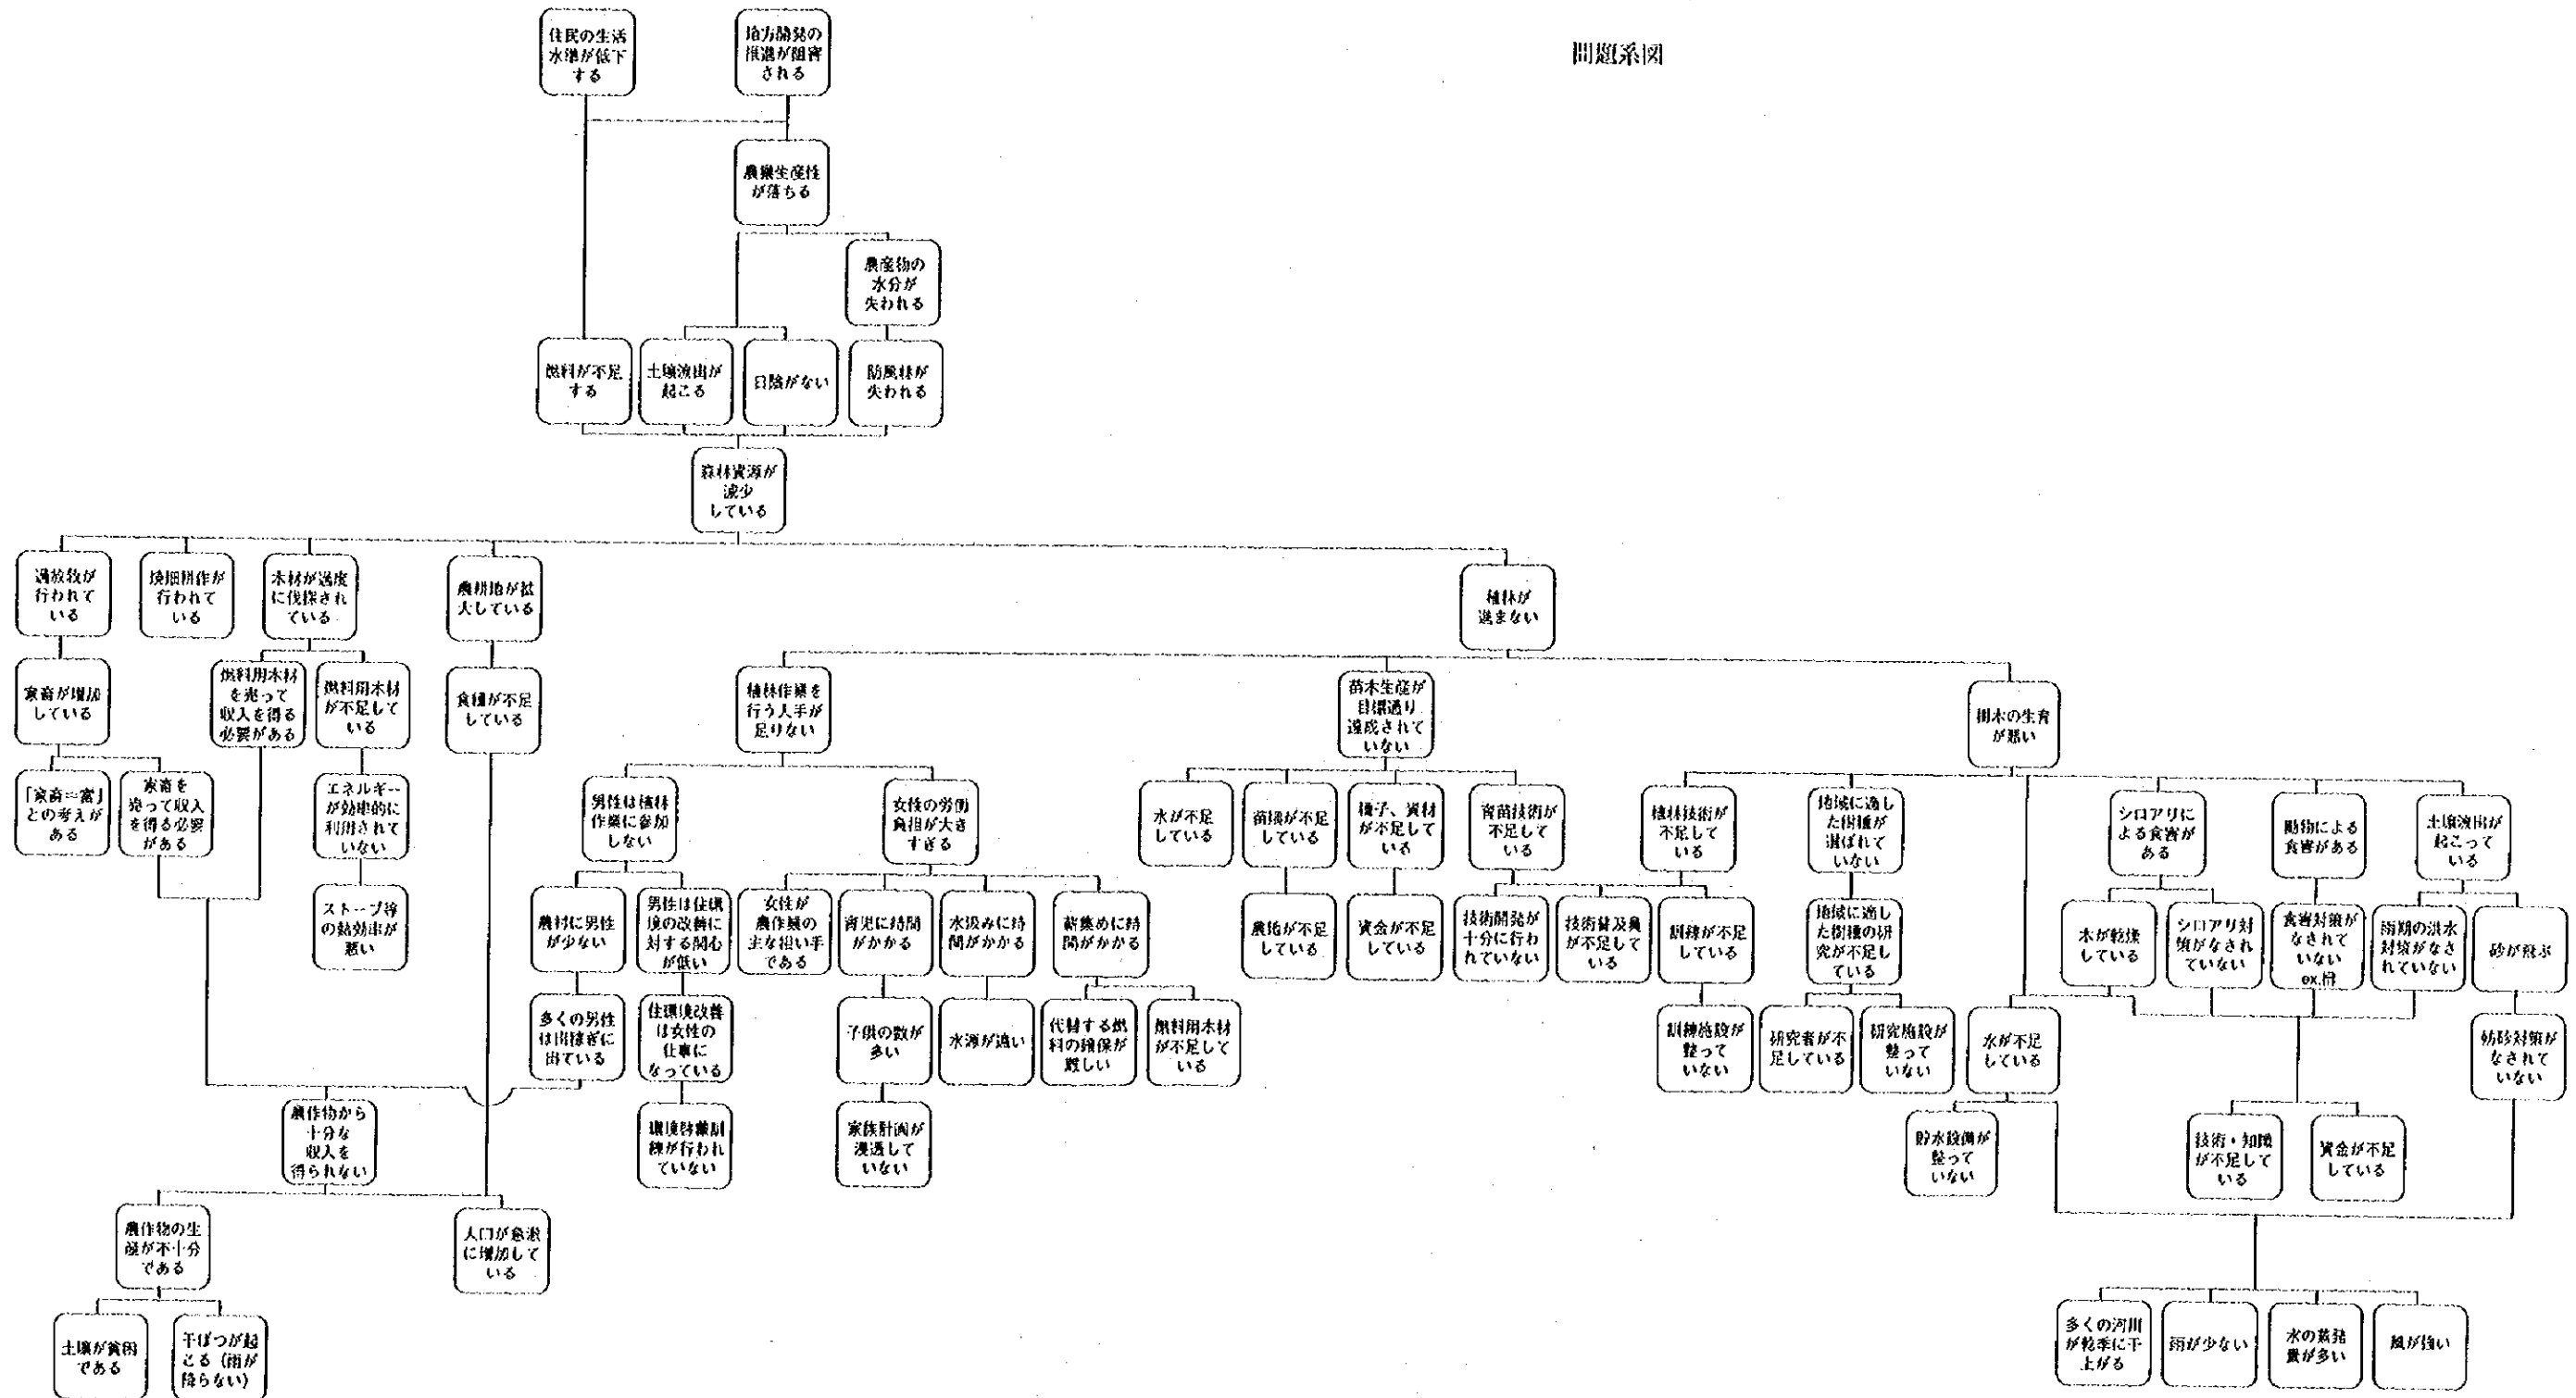 問題系図
住民の生活
水準が低下
する
地方開発の
推進が阻害
される
農業生産性
が落ちる
農産物の
水分が
失われる
燃料が不足
する
土壌流出が
起こる
日陰がない
防風林が
失われる
森林資源が
減少
している
過放牧が
行われて
いる
焼畑耕作が
行われて
いる
木材が過度
に伐採され
ている
農耕地が拡
大している
植林が
進まない
家畜が増加
している
燃料用木材
を売って
収入を得る
必要がある
燃料用木材
が不足して
いる
食糧が不足
している
植林作業を
行う人手が
足りない
苗木生産が
目標通り
達成されて
いない
樹木の生育
が悪い
「家畜=富」
との考えが
ある
家畜を
売って収入
を得る必要
がある
エネルギー
が効率的に
利用されて
いない
男性は植林
作業に参加
しない
女性の労働
負担が大き
すぎる
水が不足
している
苗畑が不足
している
種子、資材
が不足して
いる
育苗技術が
不足して
いる
植林技術が
不足して
いる
地域に適し
た樹種が
選ばれて
いない
シロアリに
よる食害が
ある
動物による
食害がある
土壌流出が
起こって
いる
ストーブ等
の熱効率が
悪い
農村に男性
が少ない
男性は住環
境の改善に
対する関心
が低い
女性が
農作業の
主な担い手
である
育児に時間
がかかる
水汲みに時
間がかかる
薪集めに時
間がかかる
農地が不足
している
資金が不足
している
技術開発が
十分に行わ
れていない
技術普及員
が不足して
いる
訓練が不足
している
地域に適し
た樹種の研
究が不足し
ている
木が乾燥
している
シロアリ対
策がなされ
ていない
食害対策が
なされて
いない
ex.柵
雨期の洪水
対策がなさ
れていない
砂が飛ぶ
多くの男性
は出稼ぎに
出ている
住環境改善
は女性の
仕事に
なっている
子供の数が
多い
水源が遠い
代替する燃
料の確保が
難しい
燃料用木材
が不足して
いる
訓練施設が
整って
いない
研究者が不
足している
研究施設が
整って
いない
水が不足
している
防砂対策が
なされて
いない
農作物から
十分な
収入を
得られない
環境啓蒙訓
練が行われ
ていない
家族計画が
浸透して
いない
貯水設備が
整って
いない
技術・知識
が不足して
いる
資金が不足
している
農作物の生
産が不十分
である
人口が急激
に増加して
いる
土壌が貧困
である
干ばつが起
こる（雨が
降らない）
多くの河川
が乾季に干
上がる
雨が少ない
水の蒸発
量が多い
風が強い